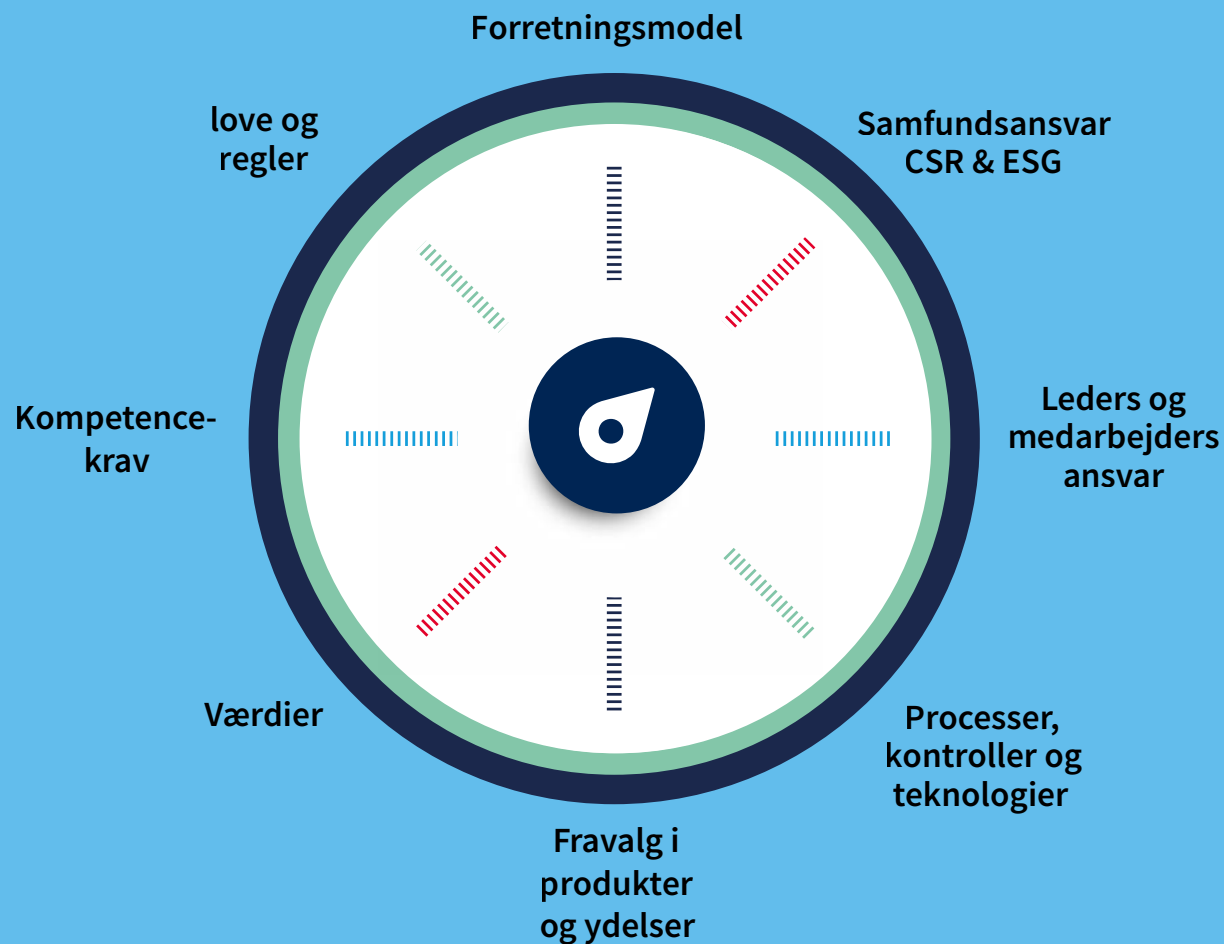 Forretningsmodel
Samfundsansvar
CSR & ESG
Leders og
medarbejders
ansvar
Processer,
kontroller og
teknologier
Fravalg i
produkter
og ydelser
Værdier
Kompetence-
krav
love og
regler